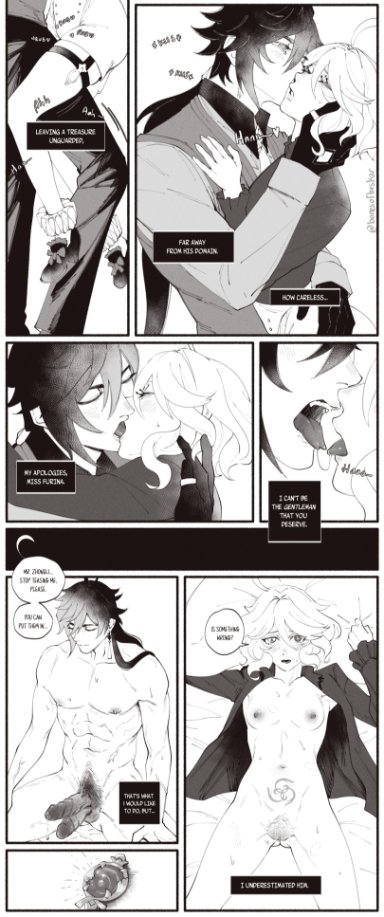 LEAVING A TREASURE
UNGUARDED,
FAR AWAY
FROM HIS DOMAIN.
HOW CARELESS...
@bonesofthestar
MY APOLOGIES,
MISS FURINA.
I CAN'T BE
THE GENTLEMAN
THAT YOU
DESERVE.
MR. ZHONGLI...
STOP TEASING ME,
PLEASE.
YOU CAN
PUT THEM IN...
THAT'S WHAT
I WOULD LIKE
TO DO, BUT...
IS SOMETHING
WRONG?
I UNDERESTIMATED HIM.